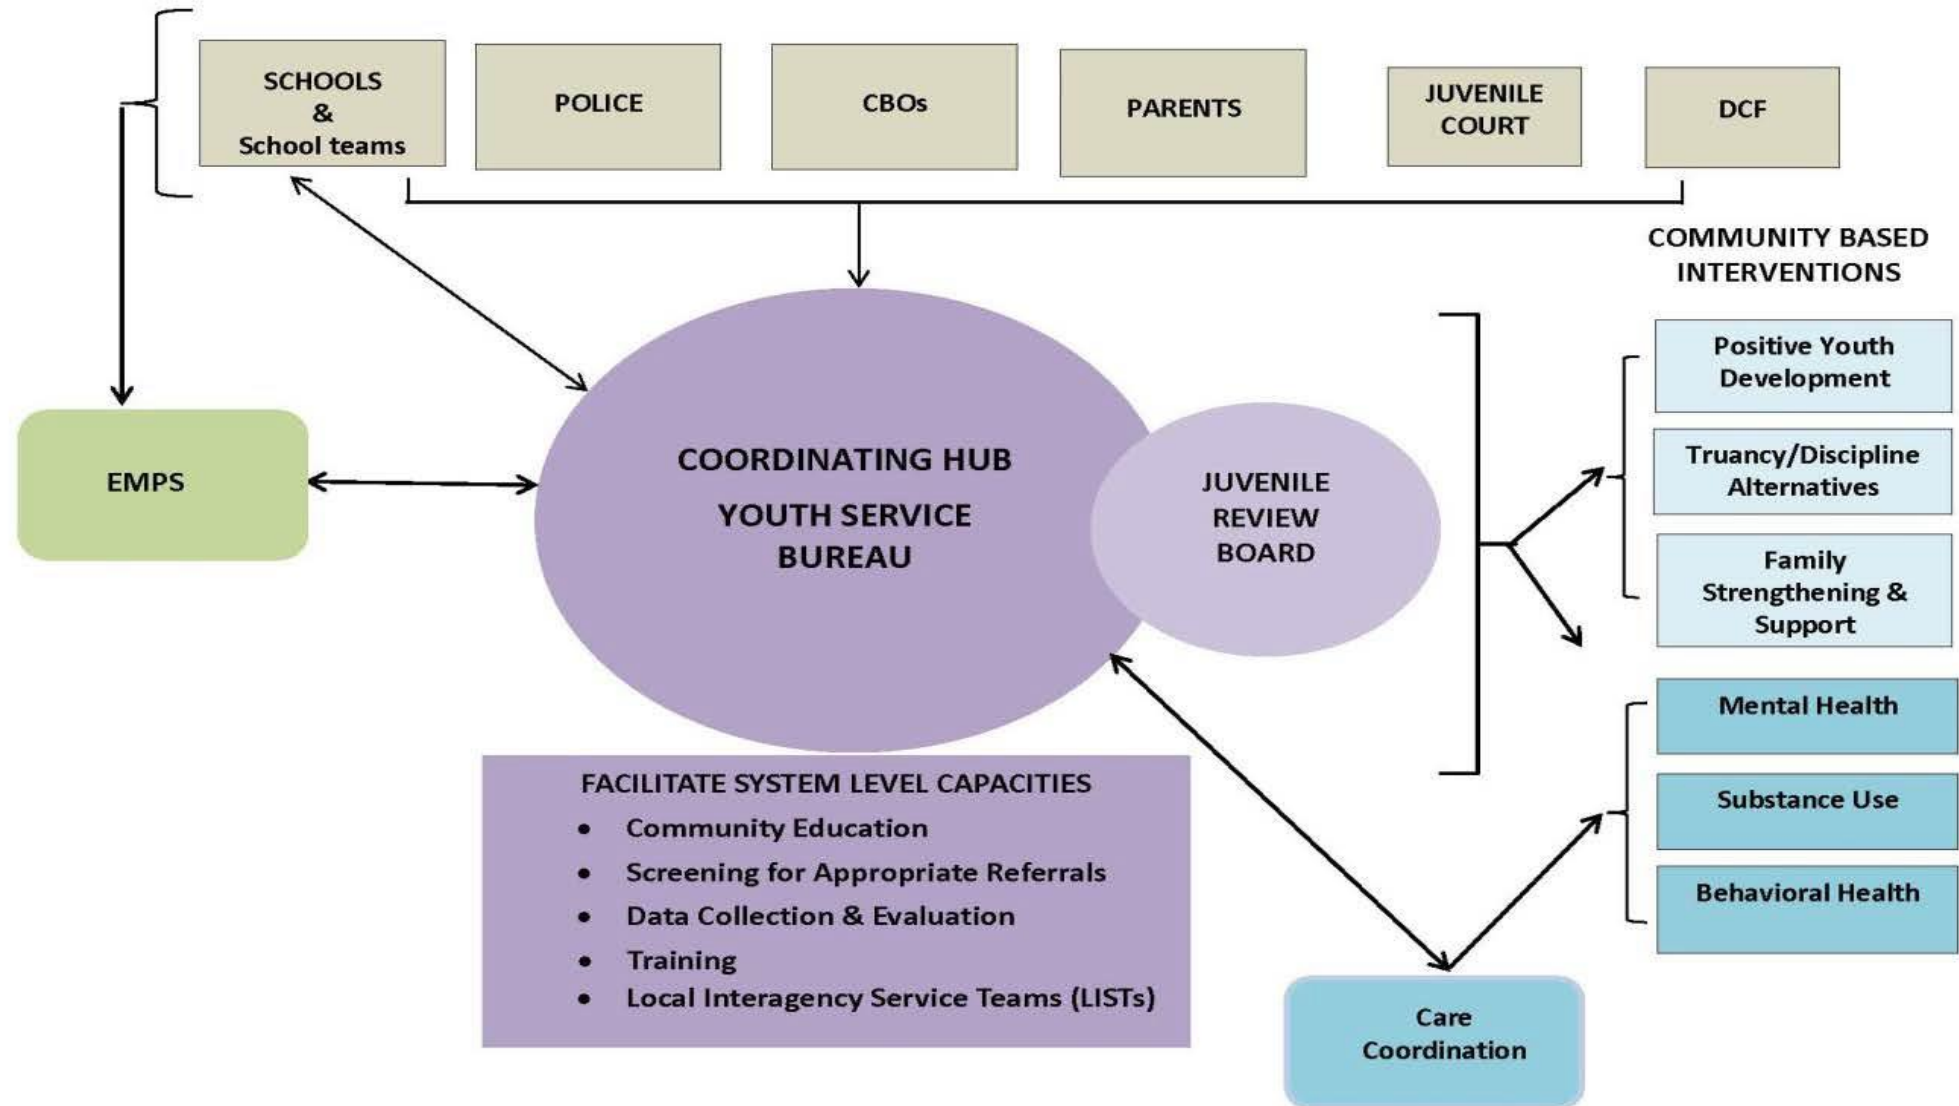 SCHOOLS
&
School teams
POLICE
CBOs
PARENTS
JUVENILE
COURT
DCF
COMMUNITY BASED
INTERVENTIONS
Positive Youth
Development
Truancy/Discipline
Alternatives
Family
Strengthening &
Support
EMPS
COORDINATING HUB
YOUTH SERVICE
BUREAU
JUVENILE
REVIEW
BOARD
Mental Health
Substance Use
Behavioral Health
FACILITATE SYSTEM LEVEL CAPACITIES
• Community Education
• Screening for Appropriate Referrals
• Data Collection & Evaluation
• Training
• Local Interagency Service Teams (LISTs)
Care
Coordination